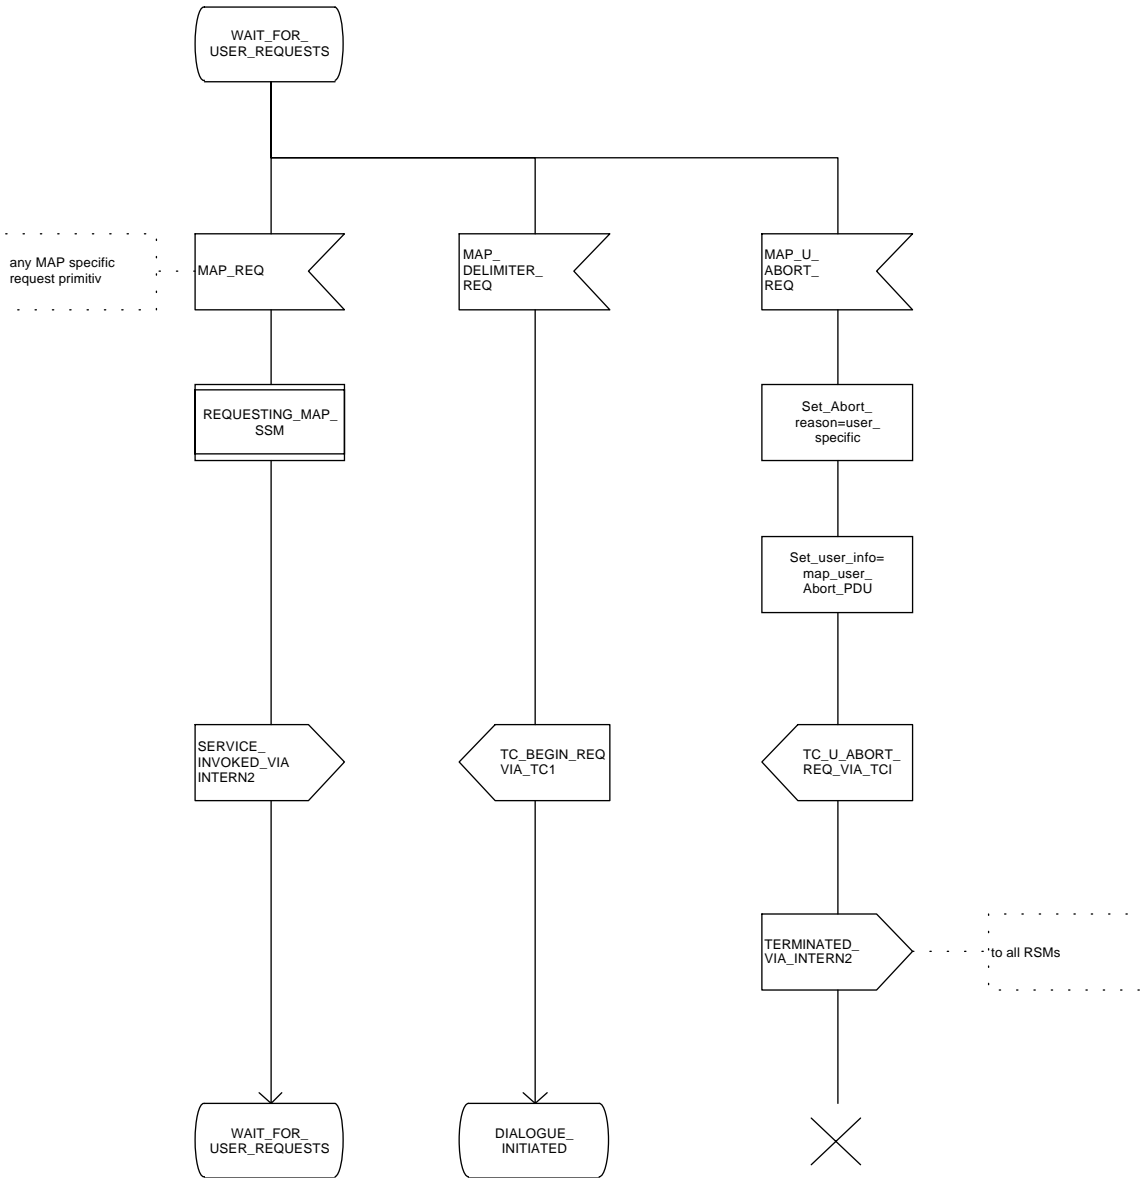 WAIT_FOR_
USER_REQUESTS
any MAP specific
request primitiv
MAP_REQ
MAP_
DELIMITER_
REQ
MAP_U_
ABORT_
REQ
REQUESTING_MAP_
SSM
Set_Abort_
reason=user_
specific
Set_user_info=
map_user_
Abort_PDU
SERVICE_
INVOKED_VIA
INTERN2
TC_BEGIN_REQ
VIA_TC1
TC_U_ABORT_
REQ_VIA_TCI
TERMINATED_
VIA_INTERN2
to all RSMs
WAIT_FOR_
USER_REQUESTS
DIALOGUE_
INITIATED